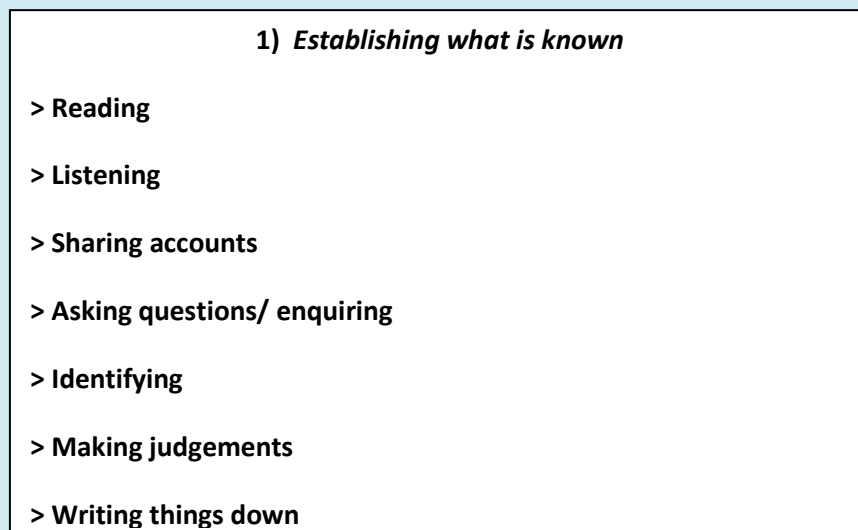 1) Establishing what is known
> Reading
> Listening
> Sharing accounts
> Asking questions/ enquiring
> Identifying
> Making judgements
> Writing things down